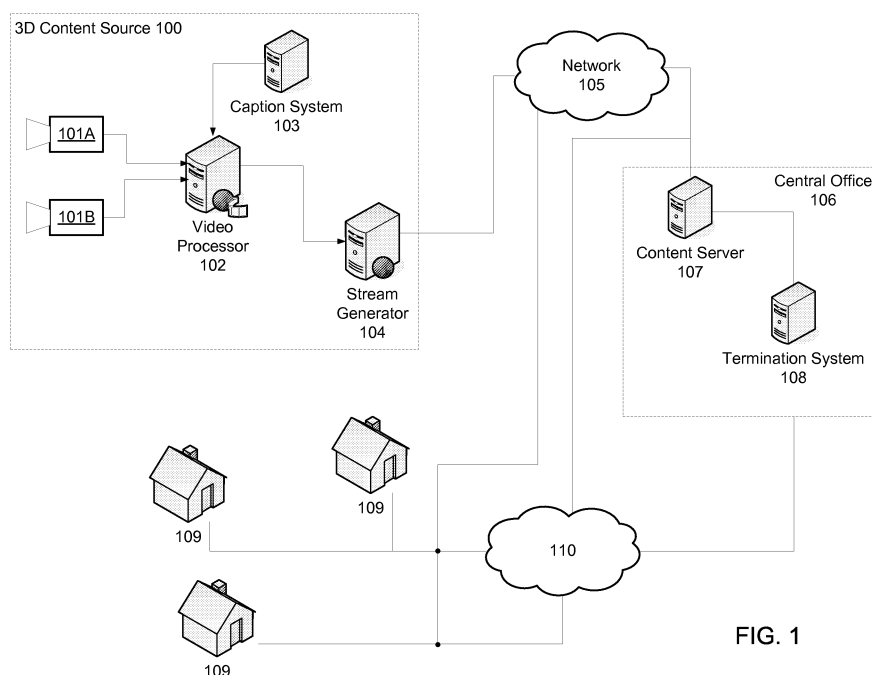 3D Content Source 100
Caption System
103
101A
101B
Video
Processor
102
Stream
Generator
104
Network
105
Central Office
106
Content Server
107
Termination System
108
109
109
109
110
FIG. 1